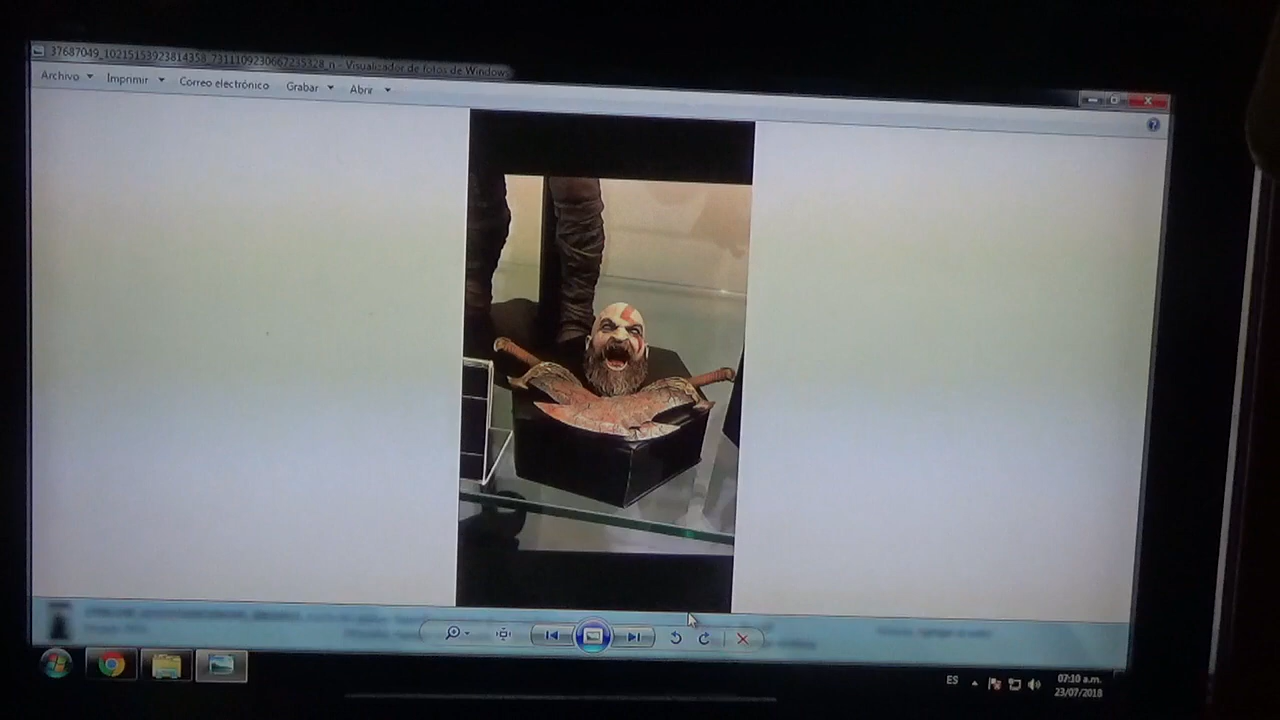 37687049_10215153923814358_7311109230667235328_n - Visualizador de fotos de Windows
Archivo Imprimir Correo electrónico Grabar Abrir
ES 07:10 a.m.
23/07/2018